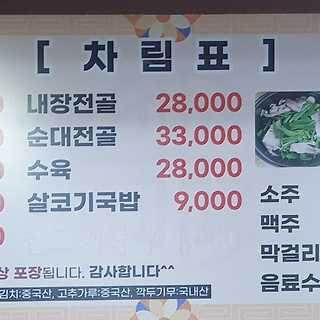 [ 차림표 ]
내장전골 28,000
순대전골 33,000
수육 28,000
살코기국밥 9,000
소주
맥주
막걸리
음료수
상 포장됩니다. 감사합니다^^
김치:중국산, 고추가루:중국산, 깍두기무:국내산